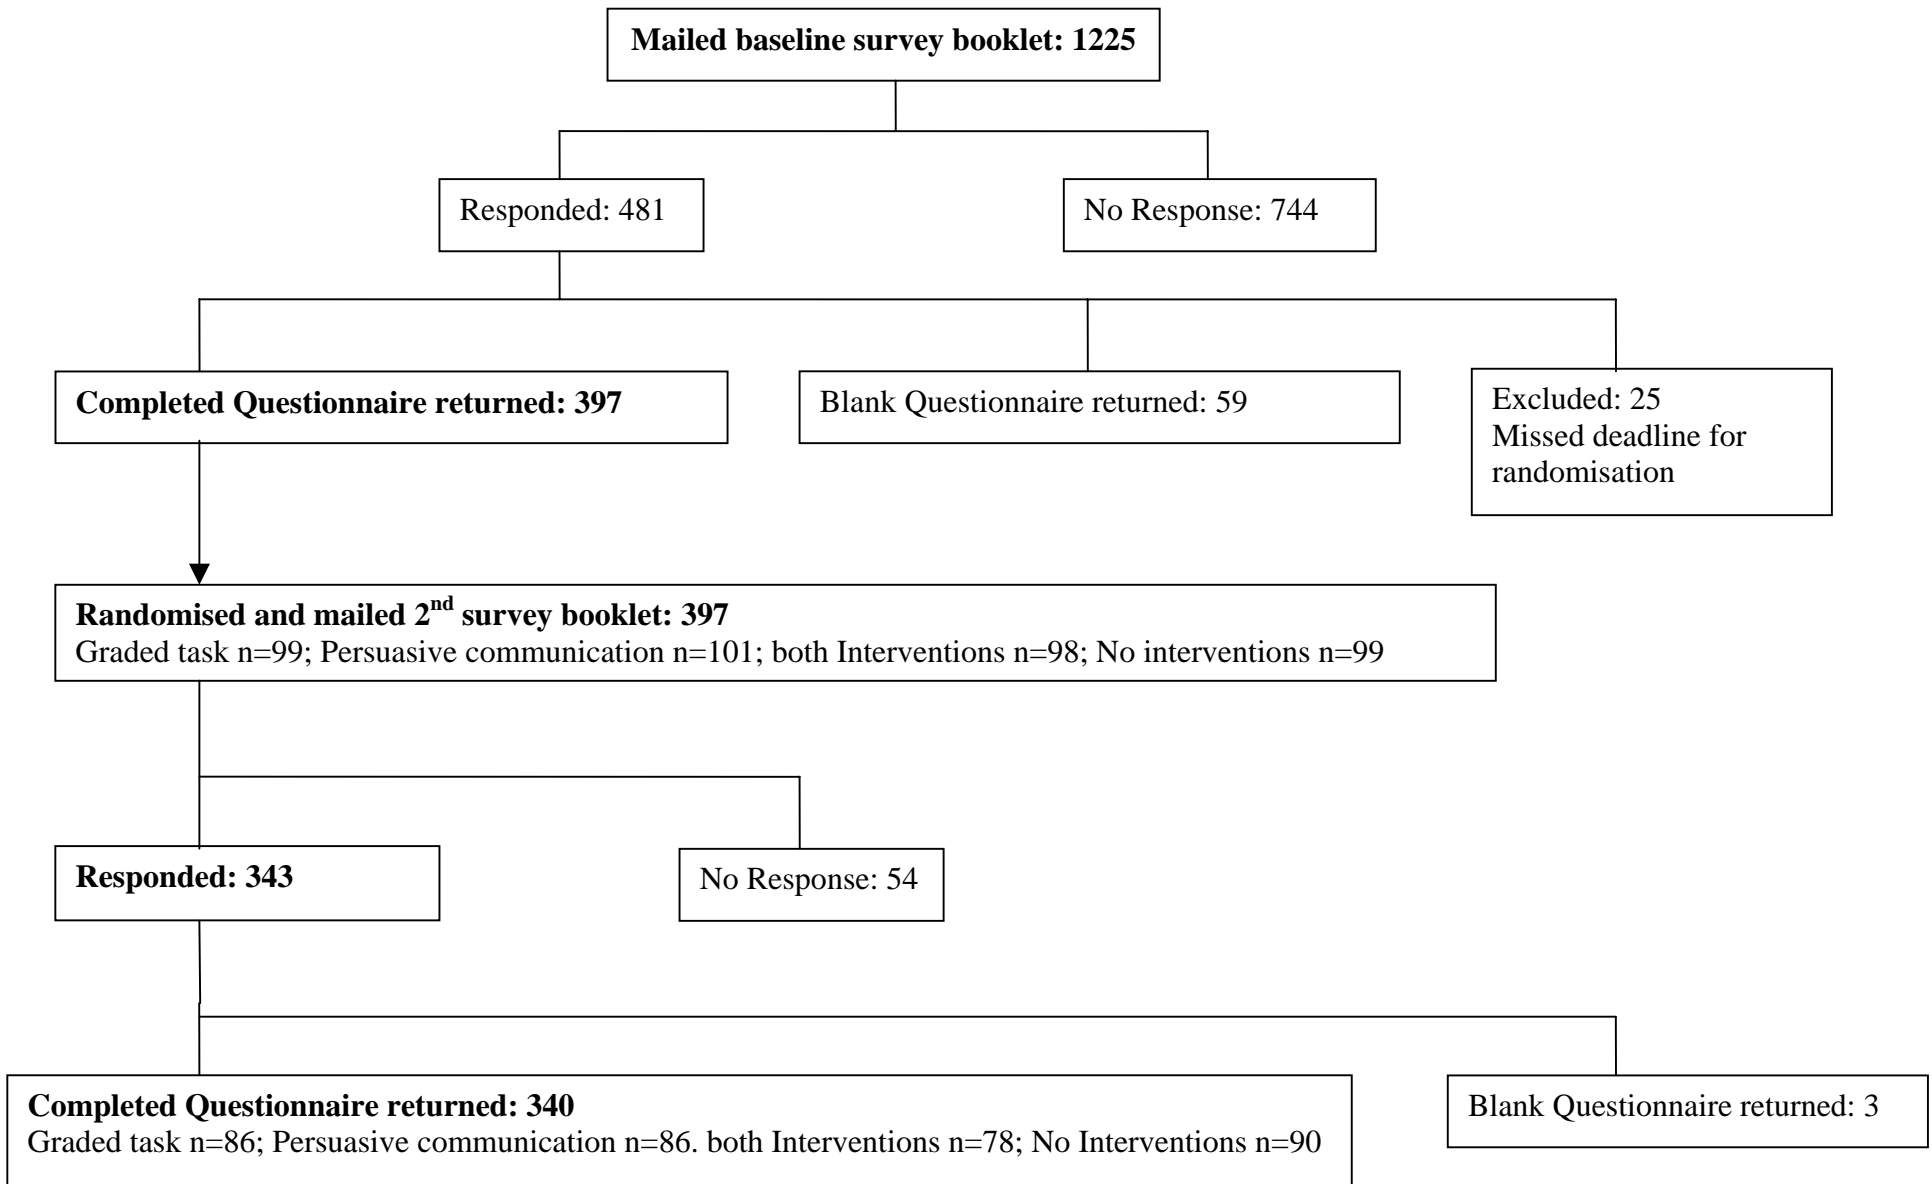 Mailed baseline survey booklet: 1225
Responded: 481
No Response: 744
Completed Questionnaire returned: 397
Blank Questionnaire returned: 59
Excluded: 25
Missed deadline for
randomisation
Randomised and mailed 2nd survey booklet: 397
Graded task n=99; Persuasive communication n=101; both Interventions n=98; No interventions n=99
Responded: 343
No Response: 54
Completed Questionnaire returned: 340
Graded task n=86; Persuasive communication n=86. both Interventions n=78; No Interventions n=90
Blank Questionnaire returned: 3